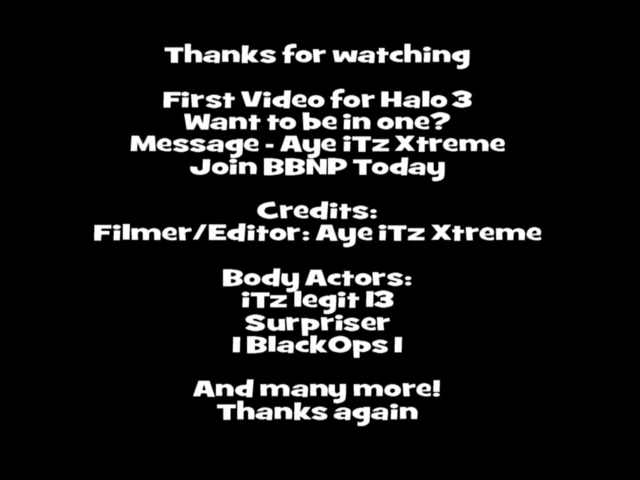 Thanks for watching
First Video for Halo 3
Want to be in one?
Message - Aye iTz Xtreme
Join BBNP Today
Credits:
Filmer/Editor: Aye iTz Xtreme
Body Actors:
iTz legit l3
Surpriser
l BlackOps l
And many more!
Thanks again